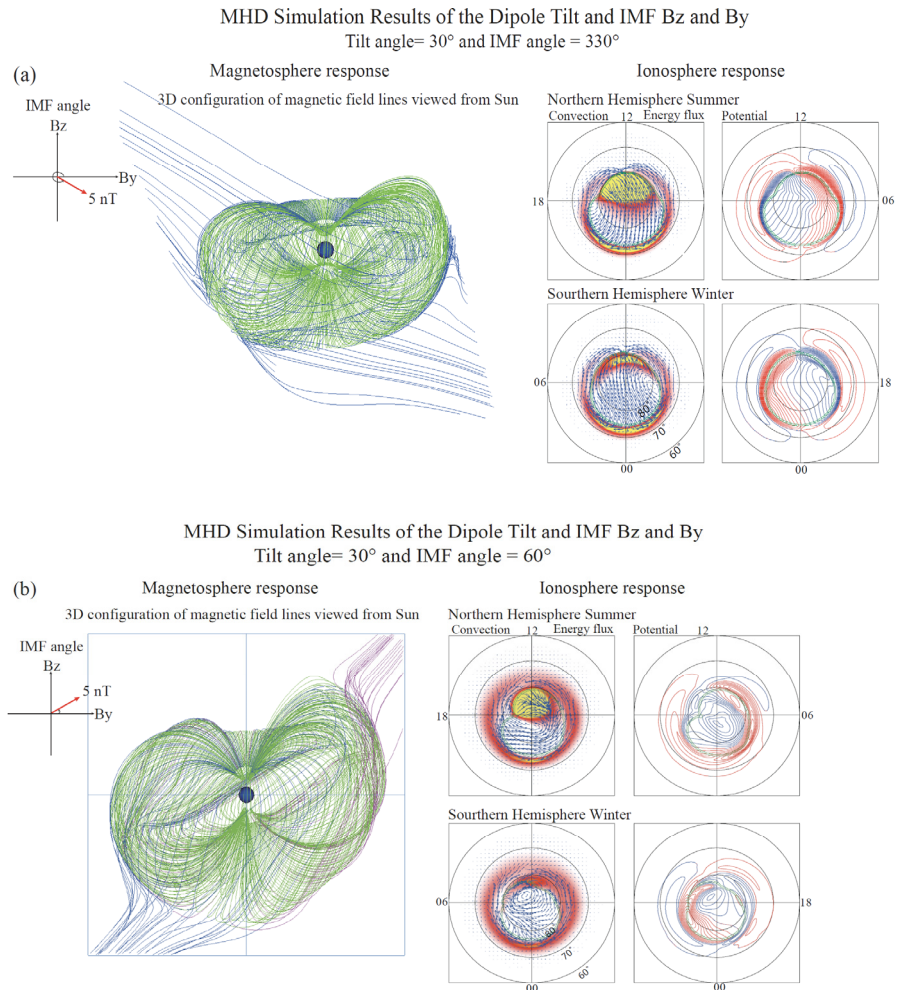 MHD Simulation Results of the Dipole Tilt and IMF Bz and By
Tilt angle= 30° and IMF angle = 330°
(a)
Magnetosphere response
Ionosphere response
3D configuration of magnetic field lines viewed from Sun
IMF angle
Bz
By
5 nT
Northern Hemisphere Summer
Convection 12 Energy flux
Potential 12
18
06
Sourthern Hemisphere Winter
06
18
80°
70°
60°
00
00
MHD Simulation Results of the Dipole Tilt and IMF Bz and By
Tilt angle= 30° and IMF angle = 60°
(b)
Magnetosphere response
Ionosphere response
3D configuration of magnetic field lines viewed from Sun
IMF angle
Bz
5 nT
By
Northern Hemisphere Summer
Convection 12 Energy flux
Potential 12
18
06
Sourthern Hemisphere Winter
06
18
80°
70°
60°
00
00